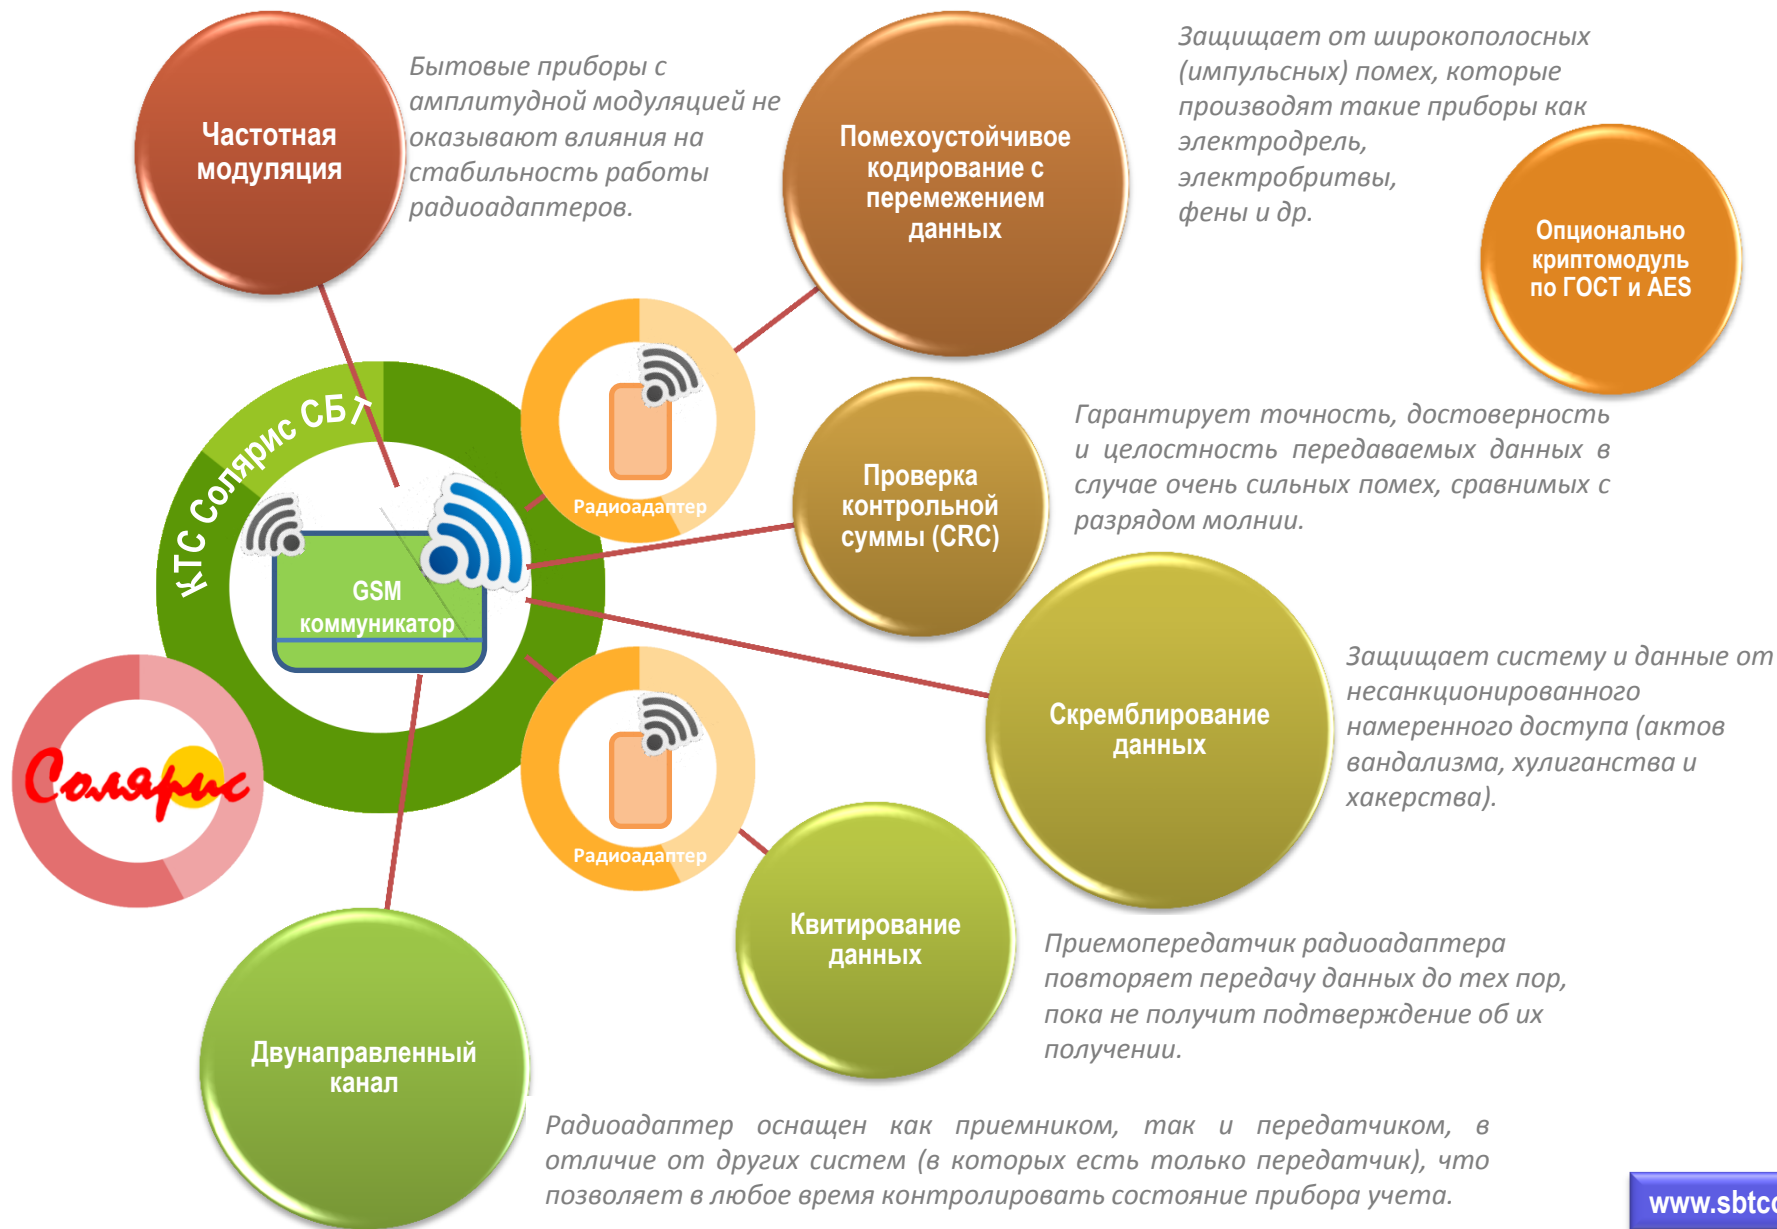 Частотная
модуляция
Бытовые приборы с
амплитудной модуляцией не
оказывают влияния на
стабильность работы
радиоадаптеров.
Помехоустойчивое
кодирование с
перемежением
данных
Защищает от широкополосных
(импульсных) помех, которые
производят такие приборы как
электродрель,
электробритвы,
фены и др.
Опционально
криптомодуль
по ГОСТ и AES
КТС Солярис СБТ
GSM
коммуникатор
Радиоадаптер
Проверка
контрольной
суммы (CRC)
Гарантирует точность, достоверность
и целостность передаваемых данных в
случае очень сильных помех, сравнимых с
разрядом молнии.
Скремблирование
данных
Защищает систему и данные от
несанкционированного
намеренного доступа (актов
вандализма, хулиганства и
хакерства).
Солярис
Радиоадаптер
Квитирование
данных
Приемопередатчик радиоадаптера
повторяет передачу данных до тех пор,
пока не получит подтверждение об их
получении.
Двунаправленный
канал
Радиоадаптер оснащен как приемником, так и передатчиком, в
отличие от других систем (в которых есть только передатчик), что
позволяет в любое время контролировать состояние прибора учета.